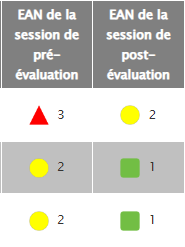 EAN de la
session de
pré-
évaluation
EAN de la
session de
post-
évaluation
3
2
2
1
2
1